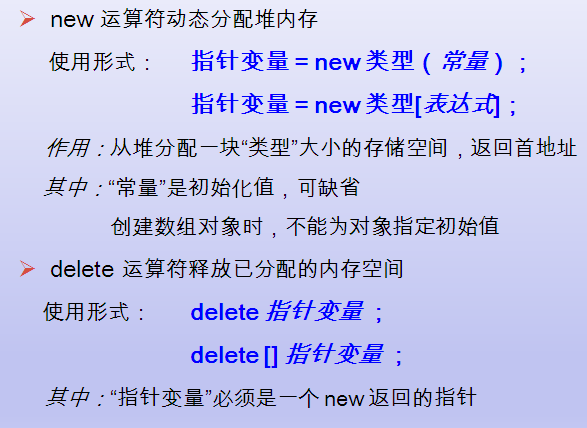 new 运算符动态分配堆内存
使用形式： 指针变量 = new 类型（常量）；
指针变量 = new 类型[表达式]；
作用：从堆分配一块“类型”大小的存储空间，返回首地址
其中：“常量”是初始化值，可缺省
创建数组对象时，不能为对象指定初始值
delete 运算符释放已分配的内存空间
使用形式： delete 指针变量；
delete [] 指针变量；
其中：“指针变量”必须是一个 new 返回的指针